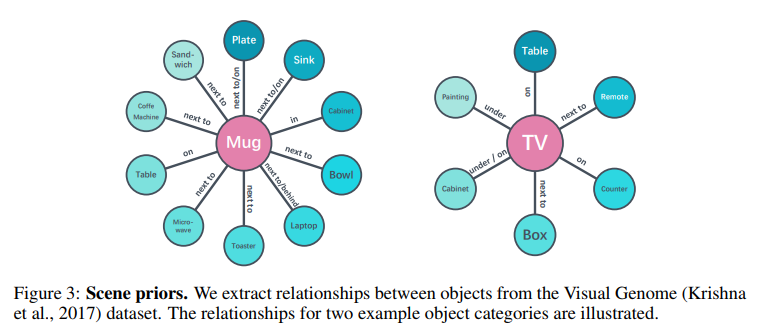 Plate
next to/on
Sink
next to/on
Cabinet
in
Bowl
next to
Laptop
next to/behind
Toaster
next to
Micro-
wave
next to
Table
on
Coffe
Machine
next to
Sand-
wich
next to
Mug
Table
on
Remote
next to
Counter
on
Box
next to
Cabinet
under / on
Painting
under
TV
Figure 3: Scene priors. We extract relationships between objects from the Visual Genome (Krishna
et al., 2017) dataset. The relationships for two example object categories are illustrated.